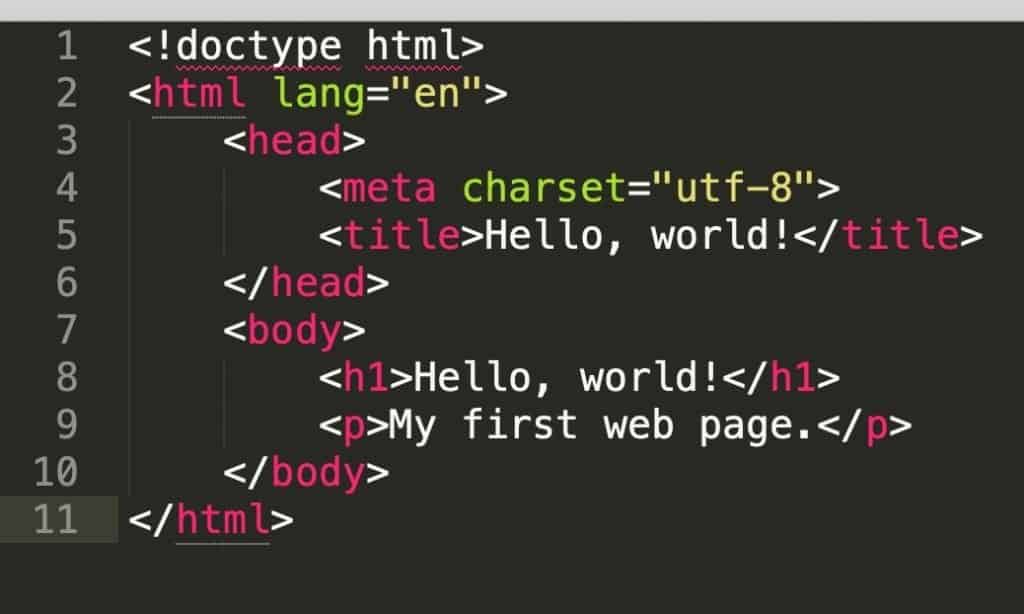 1 <!doctype html>
2 <html lang="en">
3     <head>
4         <meta charset="utf-8">
5         <title>Hello, world!</title>
6     </head>
7     <body>
8         <h1>Hello, world!</h1>
9         <p>My first web page.</p>
10     </body>
11 </html>